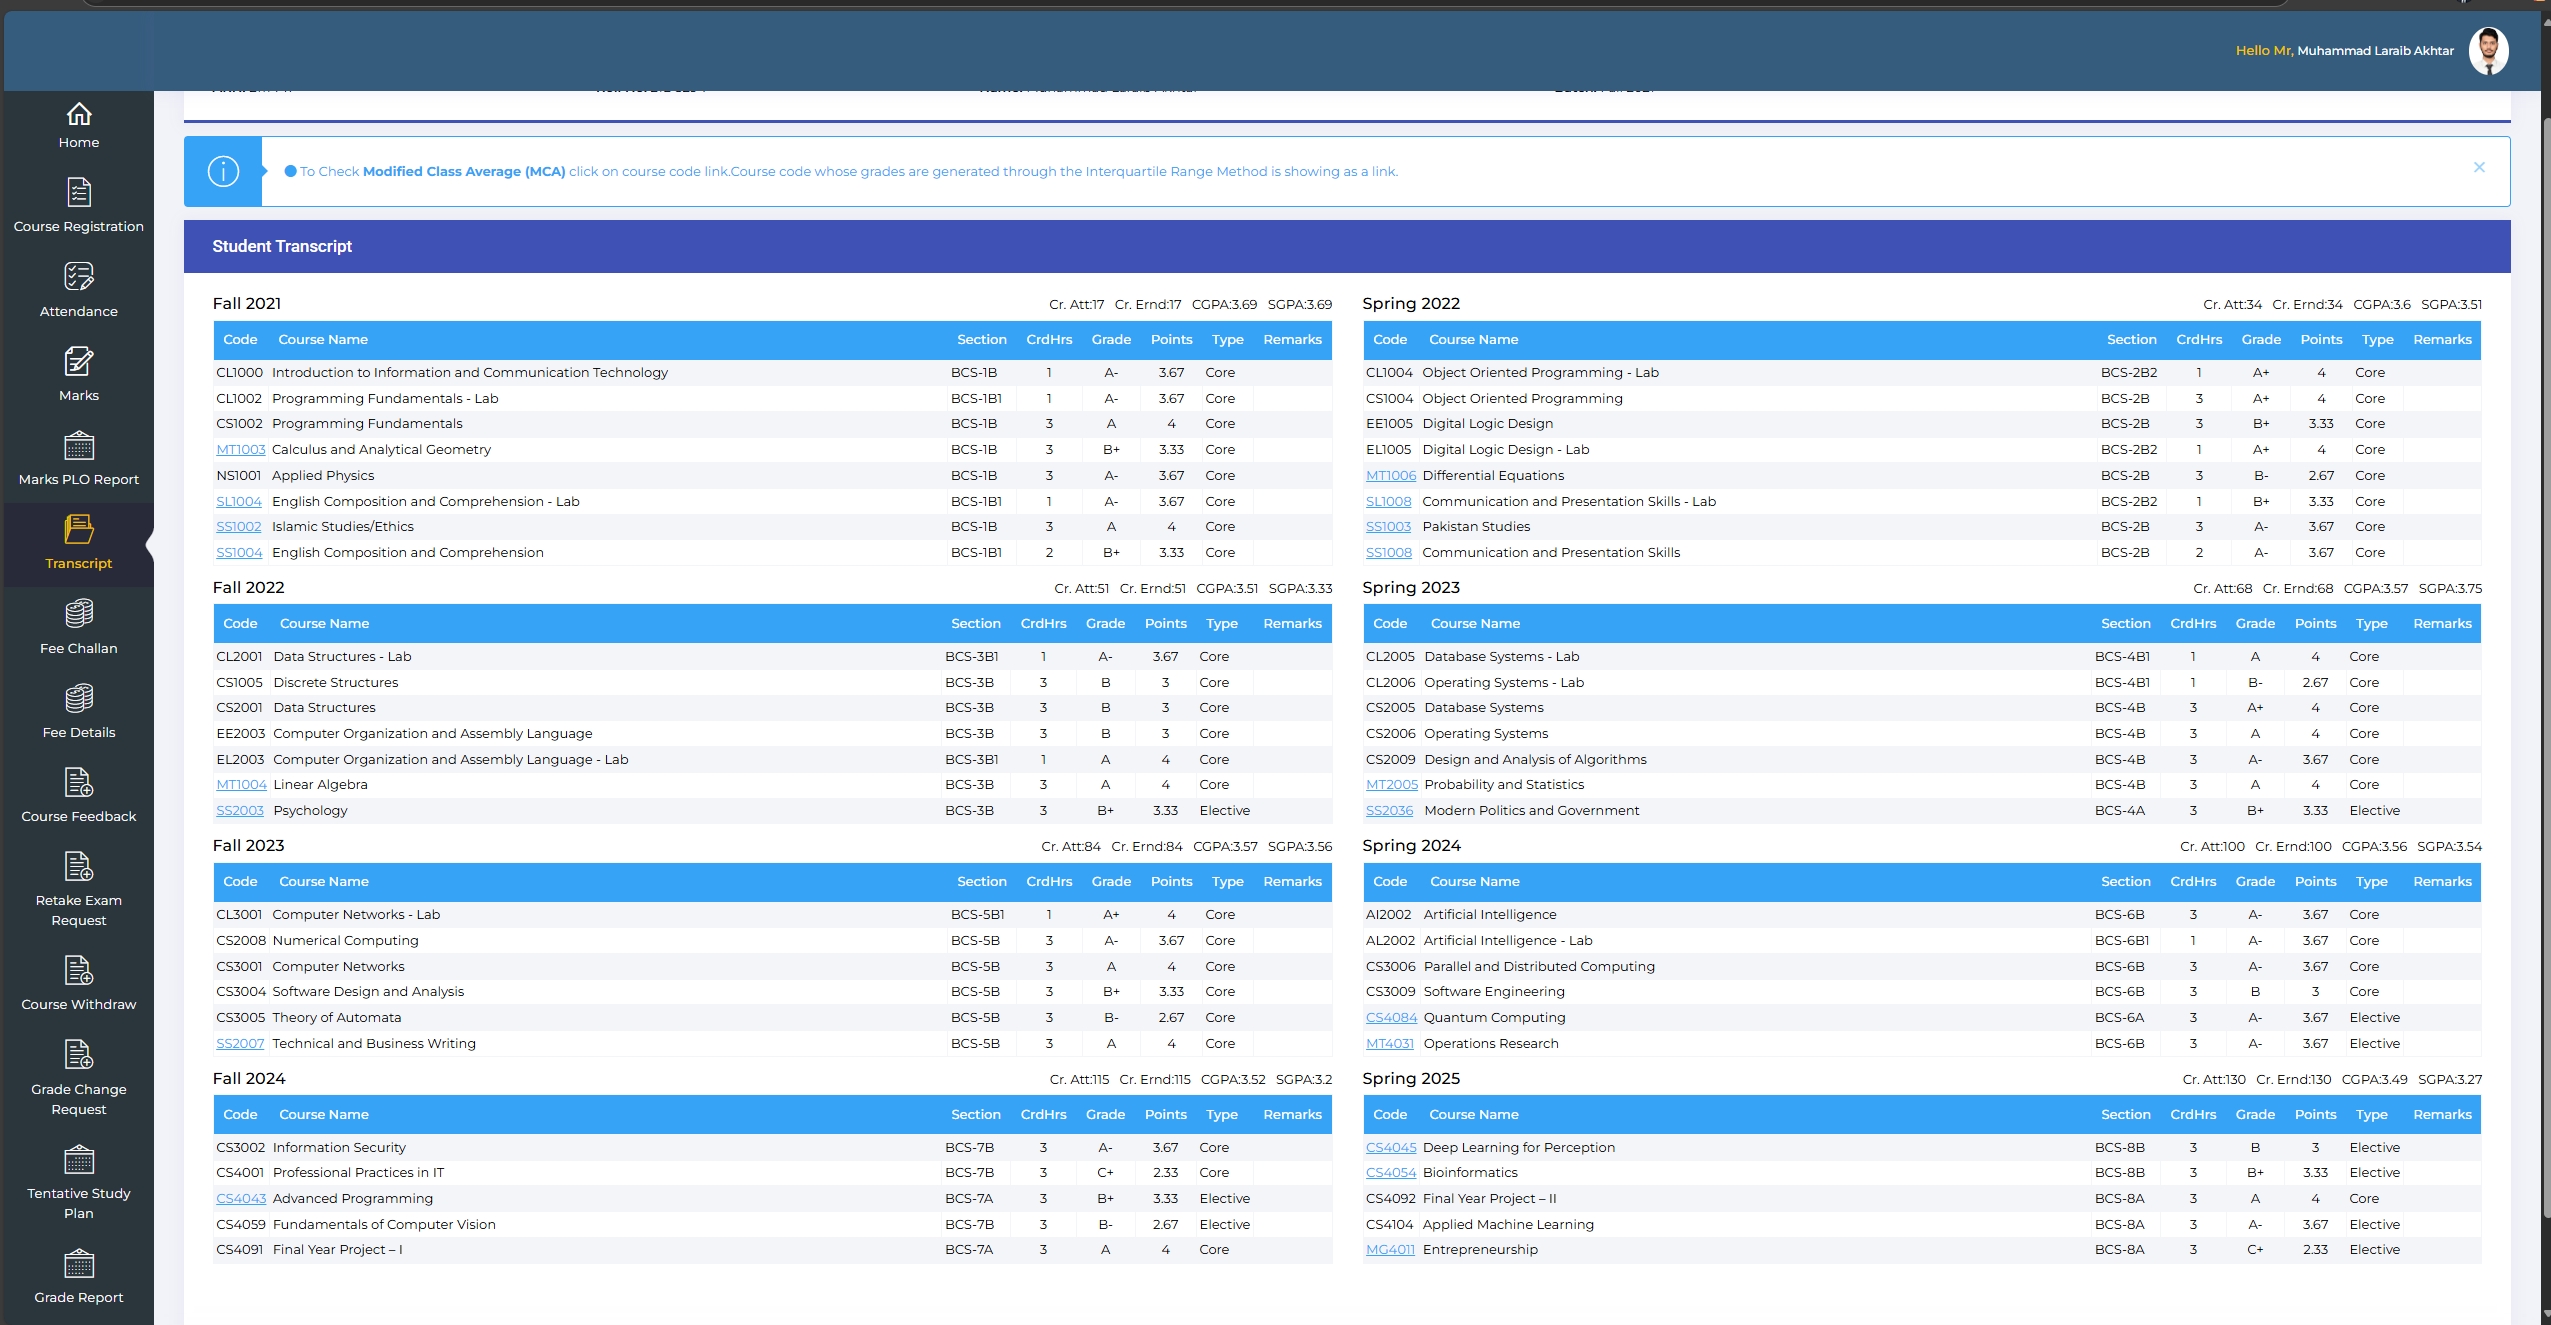 Hello Mr, Muhammad Laraib Akhtar
Home
Course Registration
Attendance
Marks
Marks PLO Report
Transcript
Fee Challan
Fee Details
Course Feedback
Retake Exam
Request
Course Withdraw
Grade Change
Request
Tentative Study
Plan
Grade Report
To Check Modified Class Average (MCA) click on course code link.Course code whose grades are generated through the Interquartile Range Method is showing as a link.
Student Transcript
Fall 2021 Cr. Att:17 Cr. Ernd:17 CGPA:3.69 SGPA:3.69
Code Course Name Section CrdHrs Grade Points Type Remarks
CL1000 Introduction to Information and Communication Technology BCS-1B 1 A- 3.67 Core
CL1002 Programming Fundamentals - Lab BCS-1B1 1 A- 3.67 Core
CS1002 Programming Fundamentals BCS-1B 3 A 4 Core
MT1003 Calculus and Analytical Geometry BCS-1B 3 B+ 3.33 Core
NS1001 Applied Physics BCS-1B 3 A- 3.67 Core
SL1004 English Composition and Comprehension - Lab BCS-1B1 1 A- 3.67 Core
SS1002 Islamic Studies/Ethics BCS-1B 3 A 4 Core
SS1004 English Composition and Comprehension BCS-1B1 2 B+ 3.33 Core
Spring 2022 Cr. Att:34 Cr. Ernd:34 CGPA:3.6 SGPA:3.51
Code Course Name Section CrdHrs Grade Points Type Remarks
CL1004 Object Oriented Programming - Lab BCS-2B2 1 A+ 4 Core
CS1004 Object Oriented Programming BCS-2B 3 A+ 4 Core
EE1005 Digital Logic Design BCS-2B 3 B+ 3.33 Core
EL1005 Digital Logic Design - Lab BCS-2B2 1 A+ 4 Core
MT1006 Differential Equations BCS-2B 3 B- 2.67 Core
SL1008 Communication and Presentation Skills - Lab BCS-2B2 1 B+ 3.33 Core
SS1003 Pakistan Studies BCS-2B 3 A- 3.67 Core
SS1008 Communication and Presentation Skills BCS-2B 2 A- 3.67 Core
Fall 2022 Cr. Att:51 Cr. Ernd:51 CGPA:3.51 SGPA:3.33
Code Course Name Section CrdHrs Grade Points Type Remarks
CL2001 Data Structures - Lab BCS-3B1 1 A- 3.67 Core
CS1005 Discrete Structures BCS-3B 3 B 3 Core
CS2001 Data Structures BCS-3B 3 B 3 Core
EE2003 Computer Organization and Assembly Language BCS-3B 3 B 3 Core
EL2003 Computer Organization and Assembly Language - Lab BCS-3B1 1 A 4 Core
MT1004 Linear Algebra BCS-3B 3 A 4 Core
SS2003 Psychology BCS-3B 3 B+ 3.33 Elective
Spring 2023 Cr. Att:68 Cr. Ernd:68 CGPA:3.57 SGPA:3.75
Code Course Name Section CrdHrs Grade Points Type Remarks
CL2005 Database Systems - Lab BCS-4B1 1 A 4 Core
CL2006 Operating Systems - Lab BCS-4B1 1 B- 2.67 Core
CS2005 Database Systems BCS-4B 3 A+ 4 Core
CS2006 Operating Systems BCS-4B 3 A 4 Core
CS2009 Design and Analysis of Algorithms BCS-4B 3 A- 3.67 Core
MT2005 Probability and Statistics BCS-4B 3 A 4 Core
SS2036 Modern Politics and Government BCS-4A 3 B+ 3.33 Elective
Fall 2023 Cr. Att:84 Cr. Ernd:84 CGPA:3.57 SGPA:3.56
Code Course Name Section CrdHrs Grade Points Type Remarks
CL3001 Computer Networks - Lab BCS-5B1 1 A+ 4 Core
CS2008 Numerical Computing BCS-5B 3 A- 3.67 Core
CS3001 Computer Networks BCS-5B 3 A 4 Core
CS3004 Software Design and Analysis BCS-5B 3 B+ 3.33 Core
CS3005 Theory of Automata BCS-5B 3 B- 2.67 Core
SS2007 Technical and Business Writing BCS-5B 3 A 4 Core
Spring 2024 Cr. Att:100 Cr. Ernd:100 CGPA:3.56 SGPA:3.54
Code Course Name Section CrdHrs Grade Points Type Remarks
AI2002 Artificial Intelligence BCS-6B 3 A- 3.67 Core
AL2002 Artificial Intelligence - Lab BCS-6B1 1 A- 3.67 Core
CS3006 Parallel and Distributed Computing BCS-6B 3 A- 3.67 Core
CS3009 Software Engineering BCS-6B 3 B 3 Core
CS4084 Quantum Computing BCS-6A 3 A- 3.67 Elective
MT4031 Operations Research BCS-6B 3 A- 3.67 Elective
Fall 2024 Cr. Att:115 Cr. Ernd:115 CGPA:3.52 SGPA:3.2
Code Course Name Section CrdHrs Grade Points Type Remarks
CS3002 Information Security BCS-7B 3 A- 3.67 Core
CS4001 Professional Practices in IT BCS-7B 3 C+ 2.33 Core
CS4043 Advanced Programming BCS-7A 3 B+ 3.33 Elective
CS4059 Fundamentals of Computer Vision BCS-7B 3 B- 2.67 Elective
CS4091 Final Year Project – I BCS-7A 3 A 4 Core
Spring 2025 Cr. Att:130 Cr. Ernd:130 CGPA:3.49 SGPA:3.27
Code Course Name Section CrdHrs Grade Points Type Remarks
CS4045 Deep Learning for Perception BCS-8B 3 B 3 Elective
CS4054 Bioinformatics BCS-8B 3 B+ 3.33 Elective
CS4092 Final Year Project – II BCS-8A 3 A 4 Core
CS4104 Applied Machine Learning BCS-8A 3 A- 3.67 Elective
MG4011 Entrepreneurship BCS-8A 3 C+ 2.33 Elective